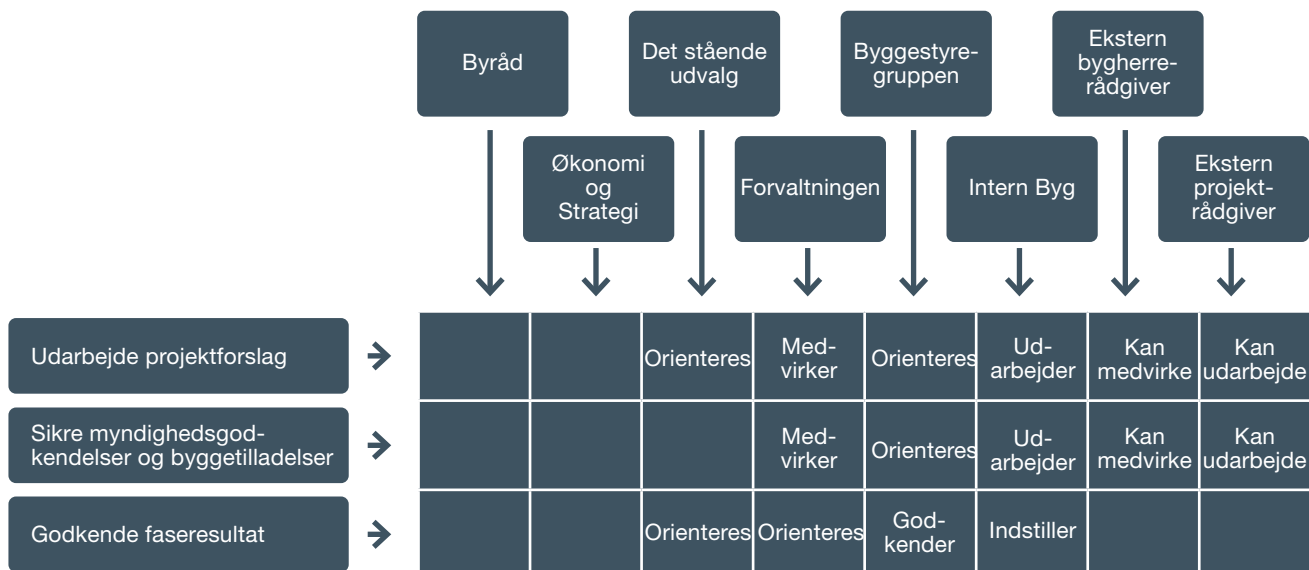 Byråd
Det stående
udvalg
Byggestyre-
gruppen
Ekstern
bygherre-
rådgiver
Økonomi
og
Strategi
Forvaltningen
Intern Byg
Ekstern
projekt-
rådgiver
Udarbejde projektforslag
Orienteres
Med-
virker
Orienteres
Ud-
arbejder
Kan
medvirke
Kan
udarbejde
Sikre myndighedsgod-
kendelser og byggetilladelser
Med-
virker
Orienteres
Ud-
arbejder
Kan
medvirke
Kan
udarbejde
Godkende faseresultat
Orienteres
Orienteres
God-
kender
Indstiller